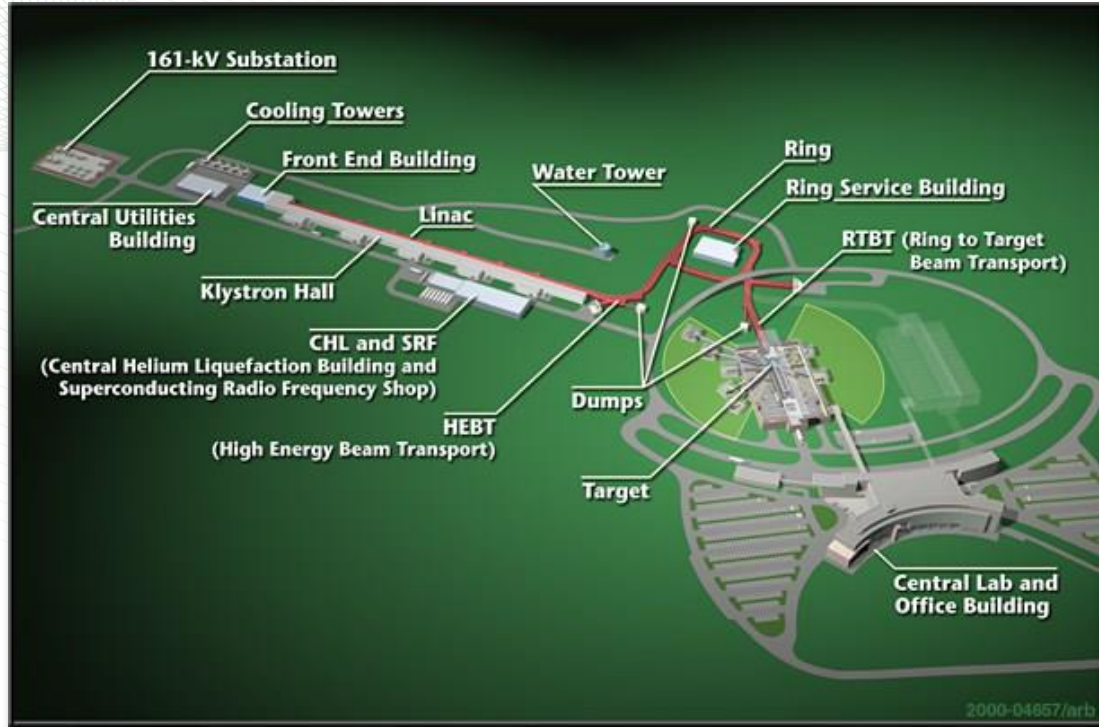 161-kV Substation
Cooling Towers
Front End Building
Central Utilities
Building
Linac
Klystron Hall
Water Tower
Ring
Ring Service Building
RTBT (Ring to Target
Beam Transport)
CHL and SRF
(Central Helium Liquefaction Building and
Superconducting Radio Frequency Shop)
HEBT
(High Energy Beam Transport)
Dumps
Target
Central Lab and
Office Building
2000-04657/arb